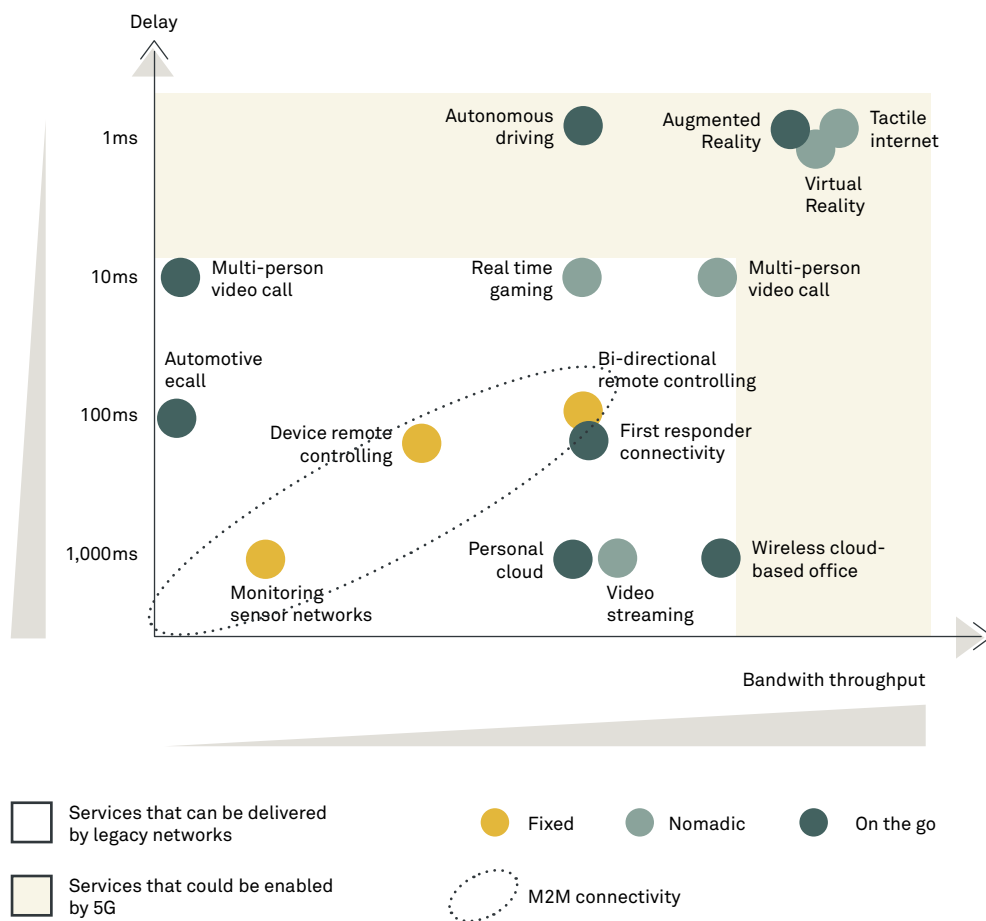 Delay
1ms
10ms
100ms
1,000ms
Autonomous
driving
Augmented
Reality
Tactile
internet
Virtual
Reality
Multi-person
video call
Real time
gaming
Multi-person
video call
Automotive
ecall
Bi-directional
remote controlling
Device remote
controlling
First responder
connectivity
Monitoring
sensor networks
Personal
cloud
Video
streaming
Wireless cloud-
based office
Bandwith throughput
Services that can be delivered
by legacy networks
Services that could be enabled
by 5G
Fixed
Nomadic
On the go
M2M connectivity